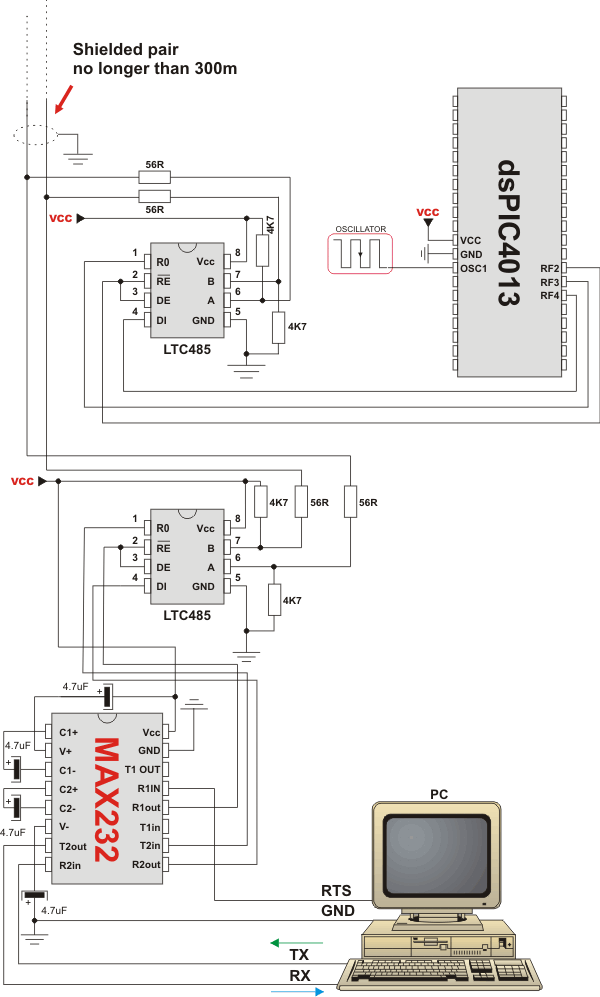 Shielded pair
no longer than 300m
56R
56R
vcc
4K7
1 R0 Vcc 8
2 RE B 7
3 DE A 6
4 DI GND 5
LTC485
4K7
OSCILLATOR
vcc
VCC
GND
OSC1
dsPIC4013
RF2
RF3
RF4
vcc
4K7
56R
56R
1 R0 Vcc 8
2 RE B 7
3 DE A 6
4 DI GND 5
LTC485
4K7
4.7uF
+
4.7uF
+
+
4.7uF
+
4.7uF
MAX232
C1+ Vcc
V+ GND
C1- T1 OUT
C2+ R1IN
C2- R1out
V- T1in
T2out T2in
R2in R2out
PC
RTS
GND
TX
RX